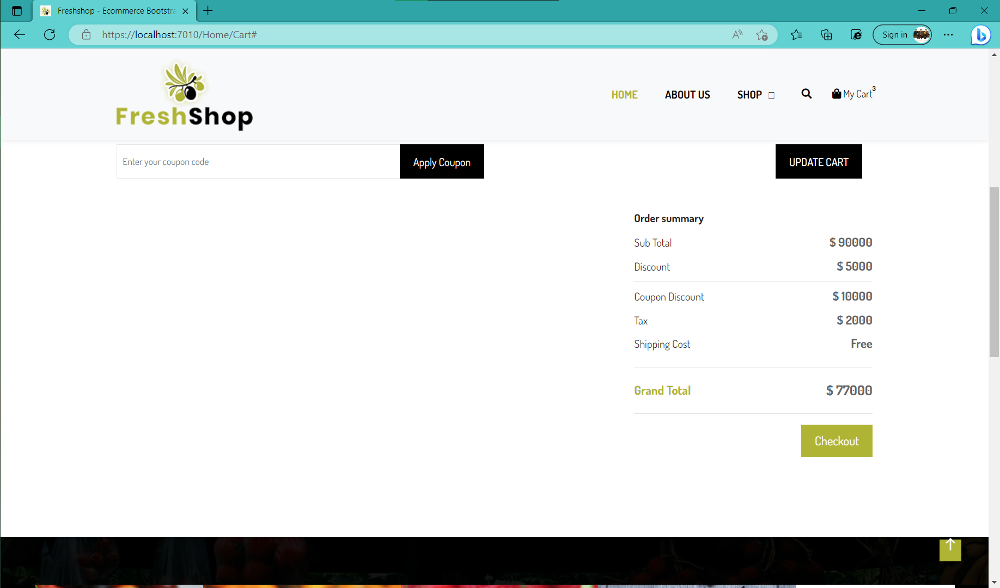 Freshshop - Ecommerce Bootstra
https://localhost:7010/Home/Cart#
Sign in
FreshShop
HOME
ABOUT US
SHOP
My Cart 3
Enter your coupon code
Apply Coupon
UPDATE CART
Order summary
Sub Total $ 90000
Discount $ 5000
Coupon Discount $ 10000
Tax $ 2000
Shipping Cost Free
Grand Total $ 77000
Checkout